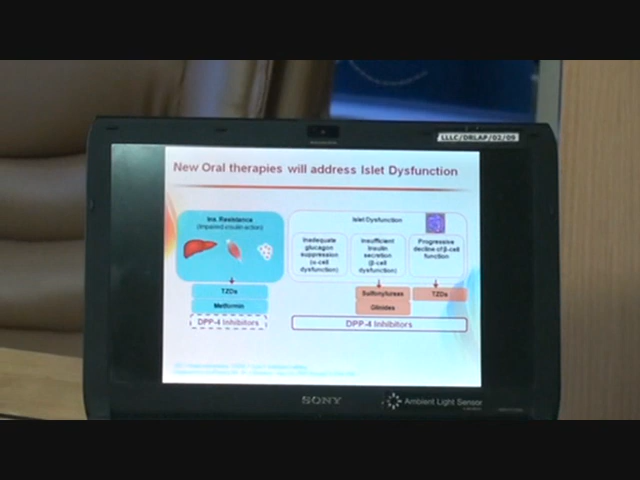 LLLC/DRLAP/02/09
New Oral therapies will address Islet Dysfunction
Ins. Resistance
(impaired insulin action)
Islet Dysfunction
Inadequate
glucagon
suppression
(α-cell
dysfunction)
Insufficient
Insulin
secretion
(β-cell
dysfunction)
Progressive
decline of β-cell
function
TZDs
Metformin
DPP-4 Inhibitors
Sulfonylureas
Glinides
TZDs
DPP-4 Inhibitors
SONY
Ambient Light Sensor